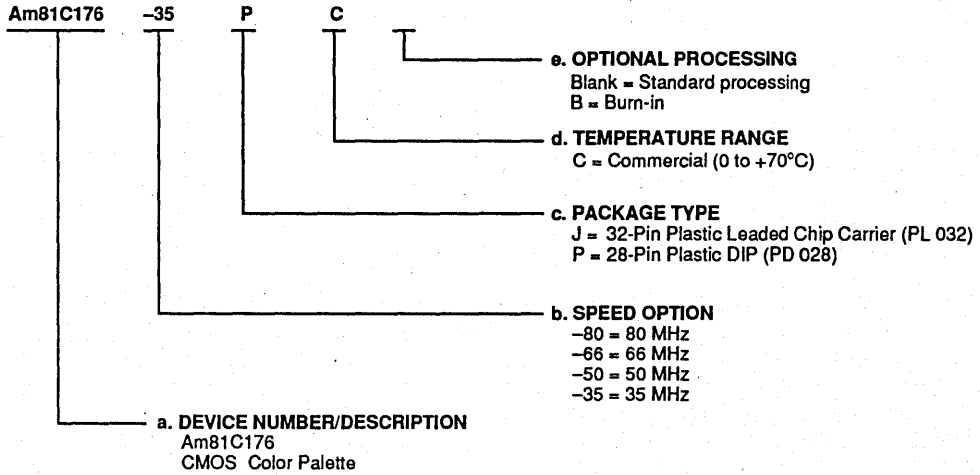 Am81C176 –35 P C
e. OPTIONAL PROCESSING
Blank = Standard processing
B = Burn-in
d. TEMPERATURE RANGE
C = Commercial (0 to +70°C)
c. PACKAGE TYPE
J = 32-Pin Plastic Leaded Chip Carrier (PL 032)
P = 28-Pin Plastic DIP (PD 028)
b. SPEED OPTION
–80 = 80 MHz
–66 = 66 MHz
–50 = 50 MHz
–35 = 35 MHz
a. DEVICE NUMBER/DESCRIPTION
Am81C176
CMOS Color Palette